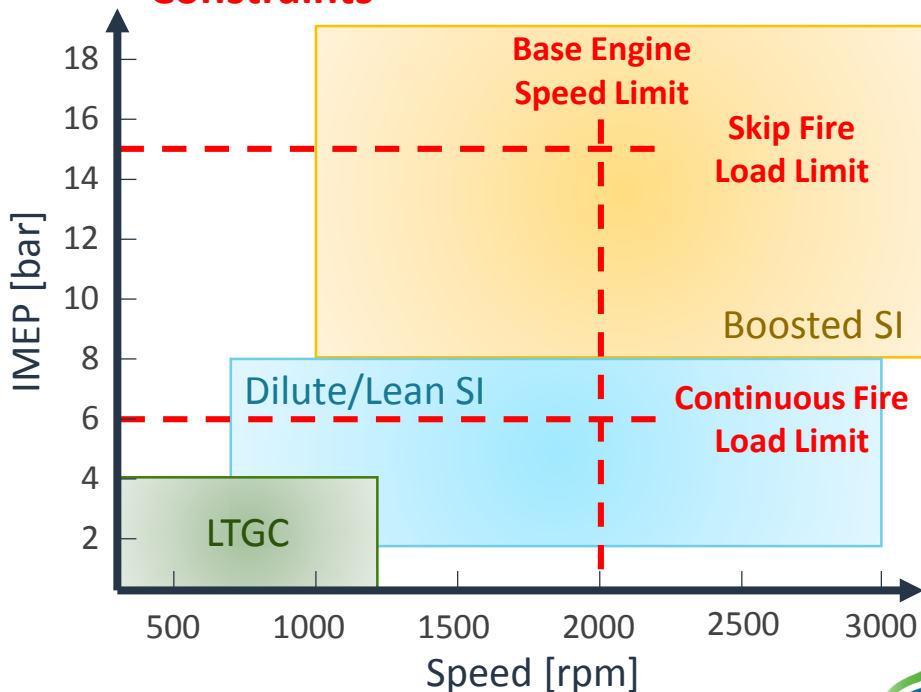 Constraints
Base Engine
Speed Limit
Skip Fire
Load Limit
Boosted SI
Dilute/Lean SI
Continuous Fire
Load Limit
LTGC
IMEP [bar]
18
16
14
12
10
8
6
4
2
500 1000 1500 2000 2500 3000
Speed [rpm]